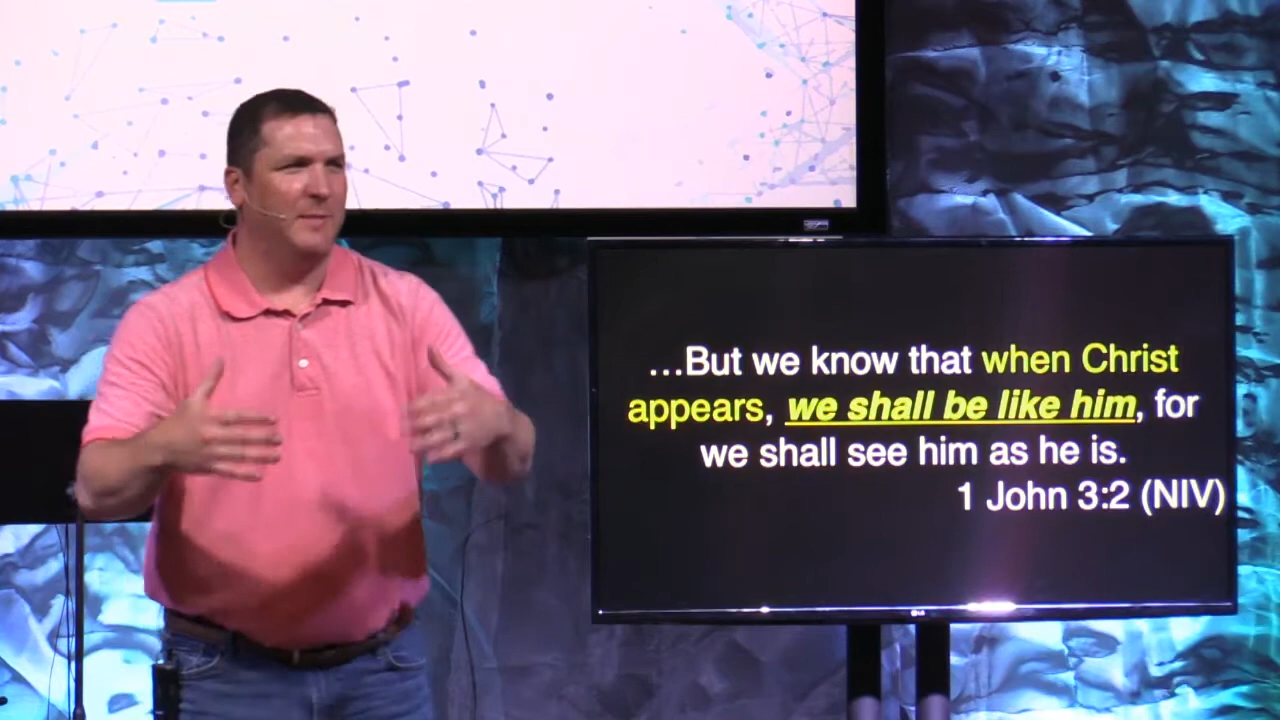 …But we know that when Christ
appears, we shall be like him, for
we shall see him as he is.
1 John 3:2 (NIV)
LG